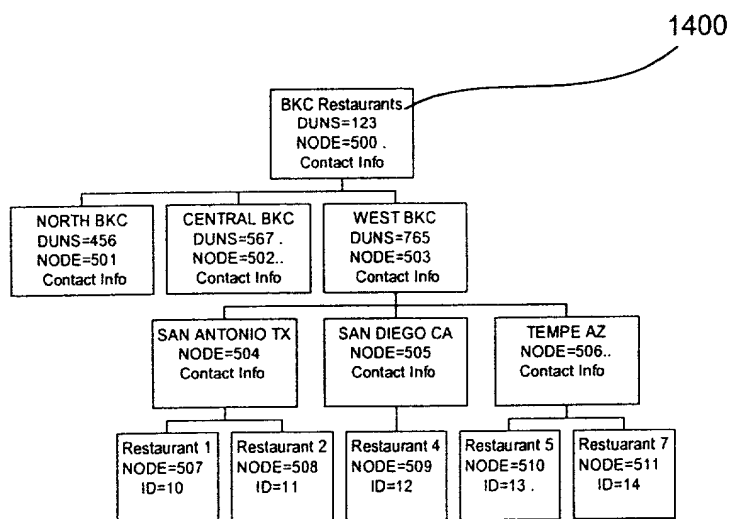 1400
BKC Restaurants
DUNS=123
NODE=500 .
Contact Info
NORTH BKC
DUNS=456
NODE=501
Contact Info
CENTRAL BKC
DUNS=567 .
NODE=502..
Contact Info
WEST BKC
DUNS=765
NODE=503
Contact Info
SAN ANTONIO TX
NODE=504
Contact Info
SAN DIEGO CA
NODE=505
Contact Info
TEMPE AZ
NODE=506..
Contact Info
Restaurant 1
NODE=507
ID=10
Restaurant 2
NODE=508
ID=11
Restaurant 4
NODE=509
ID=12
Restaurant 5
NODE=510
ID=13 .
Restuarant 7
NODE=511
ID=14